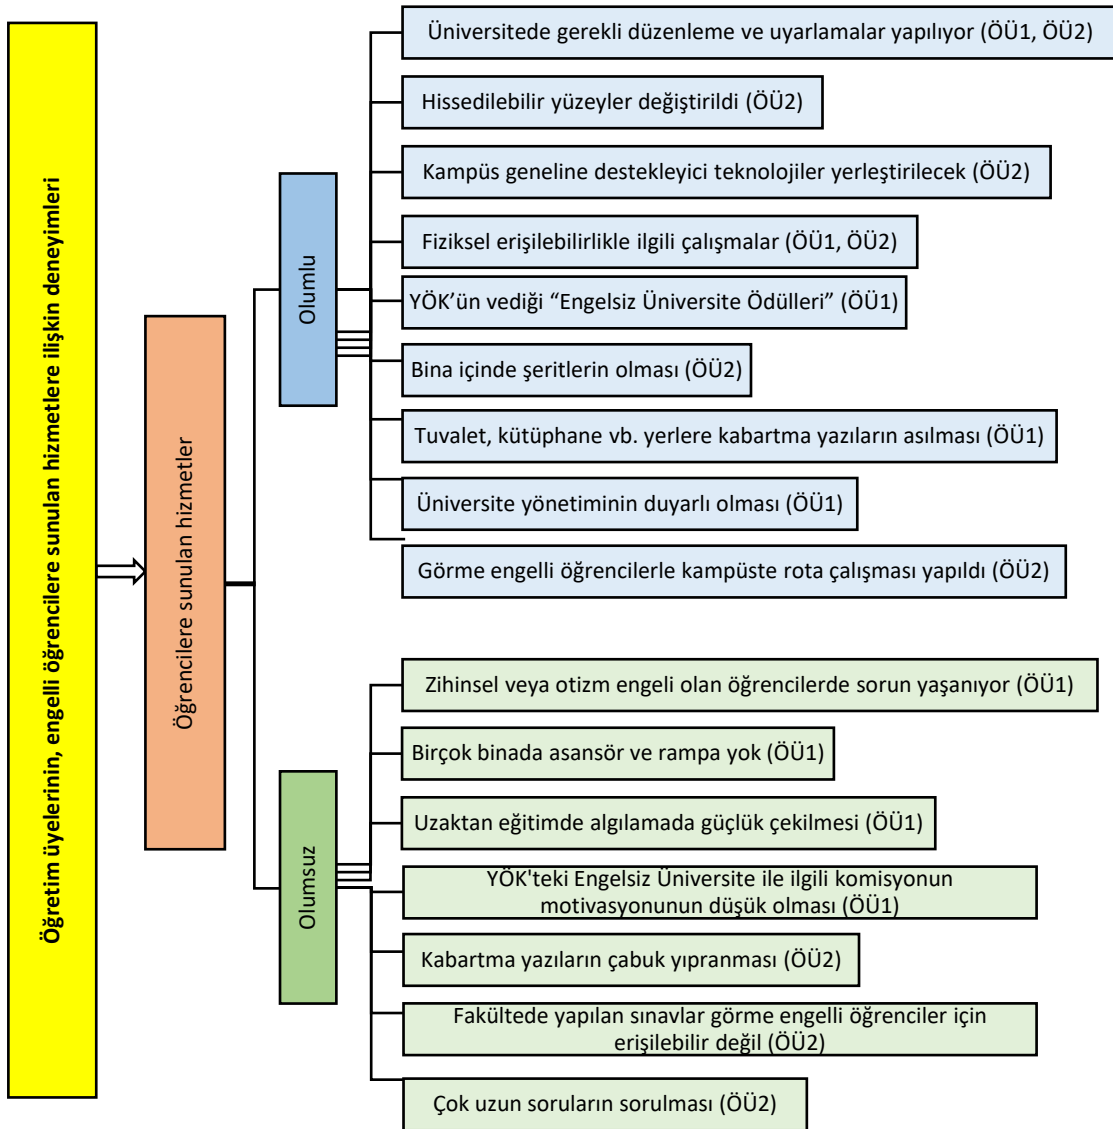 Öğretim üyelerinin, engelli öğrencilere sunulan hizmetlere ilişkin deneyimleri
Öğrencilere sunulan hizmetler
Olumlu
Üniversitede gerekli düzenleme ve uyarlamalar yapılıyor (ÖÜ1, ÖÜ2)
Hissedilebilir yüzeyler değiştirildi (ÖÜ2)
Kampüs geneline destekleyici teknolojiler yerleştirilecek (ÖÜ2)
Fiziksel erişilebilirlikle ilgili çalışmalar (ÖÜ1, ÖÜ2)
YÖK’ün vediği “Engelsiz Üniversite Ödülleri” (ÖÜ1)
Bina içinde şeritlerin olması (ÖÜ2)
Tuvalet, kütüphane vb. yerlere kabartma yazıların asılması (ÖÜ1)
Üniversite yönetiminin duyarlı olması (ÖÜ1)
Görme engelli öğrencilerle kampüste rota çalışması yapıldı (ÖÜ2)
Olumsuz
Zihinsel veya otizm engeli olan öğrencilerde sorun yaşanıyor (ÖÜ1)
Birçok binada asansör ve rampa yok (ÖÜ1)
Uzaktan eğitimde algılamada güçlük çekilmesi (ÖÜ1)
YÖK'teki Engelsiz Üniversite ile ilgili komisyonun
motivasyonunun düşük olması (ÖÜ1)
Kabartma yazıların çabuk yıpranması (ÖÜ2)
Fakültede yapılan sınavlar görme engelli öğrenciler için
erişilebilir değil (ÖÜ2)
Çok uzun soruların sorulması (ÖÜ2)